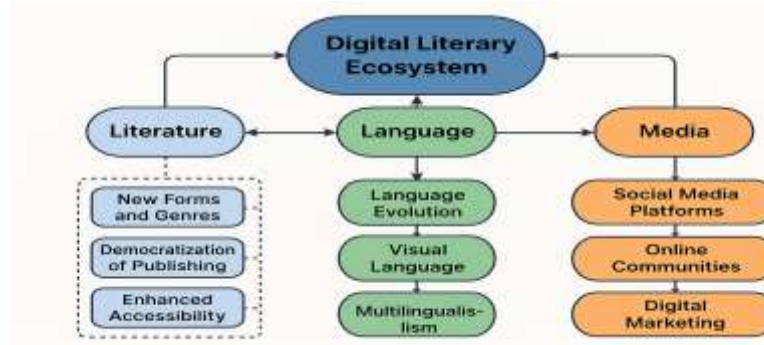 Digital Literary
Ecosystem
Literature
Language
Media
New Forms
and Genres
Democratization
of Publishing
Enhanced
Accessibility
Language
Evolution
Visual
Language
Multilingualis-
lism
Social Media
Platforms
Online
Communities
Digital
Marketing